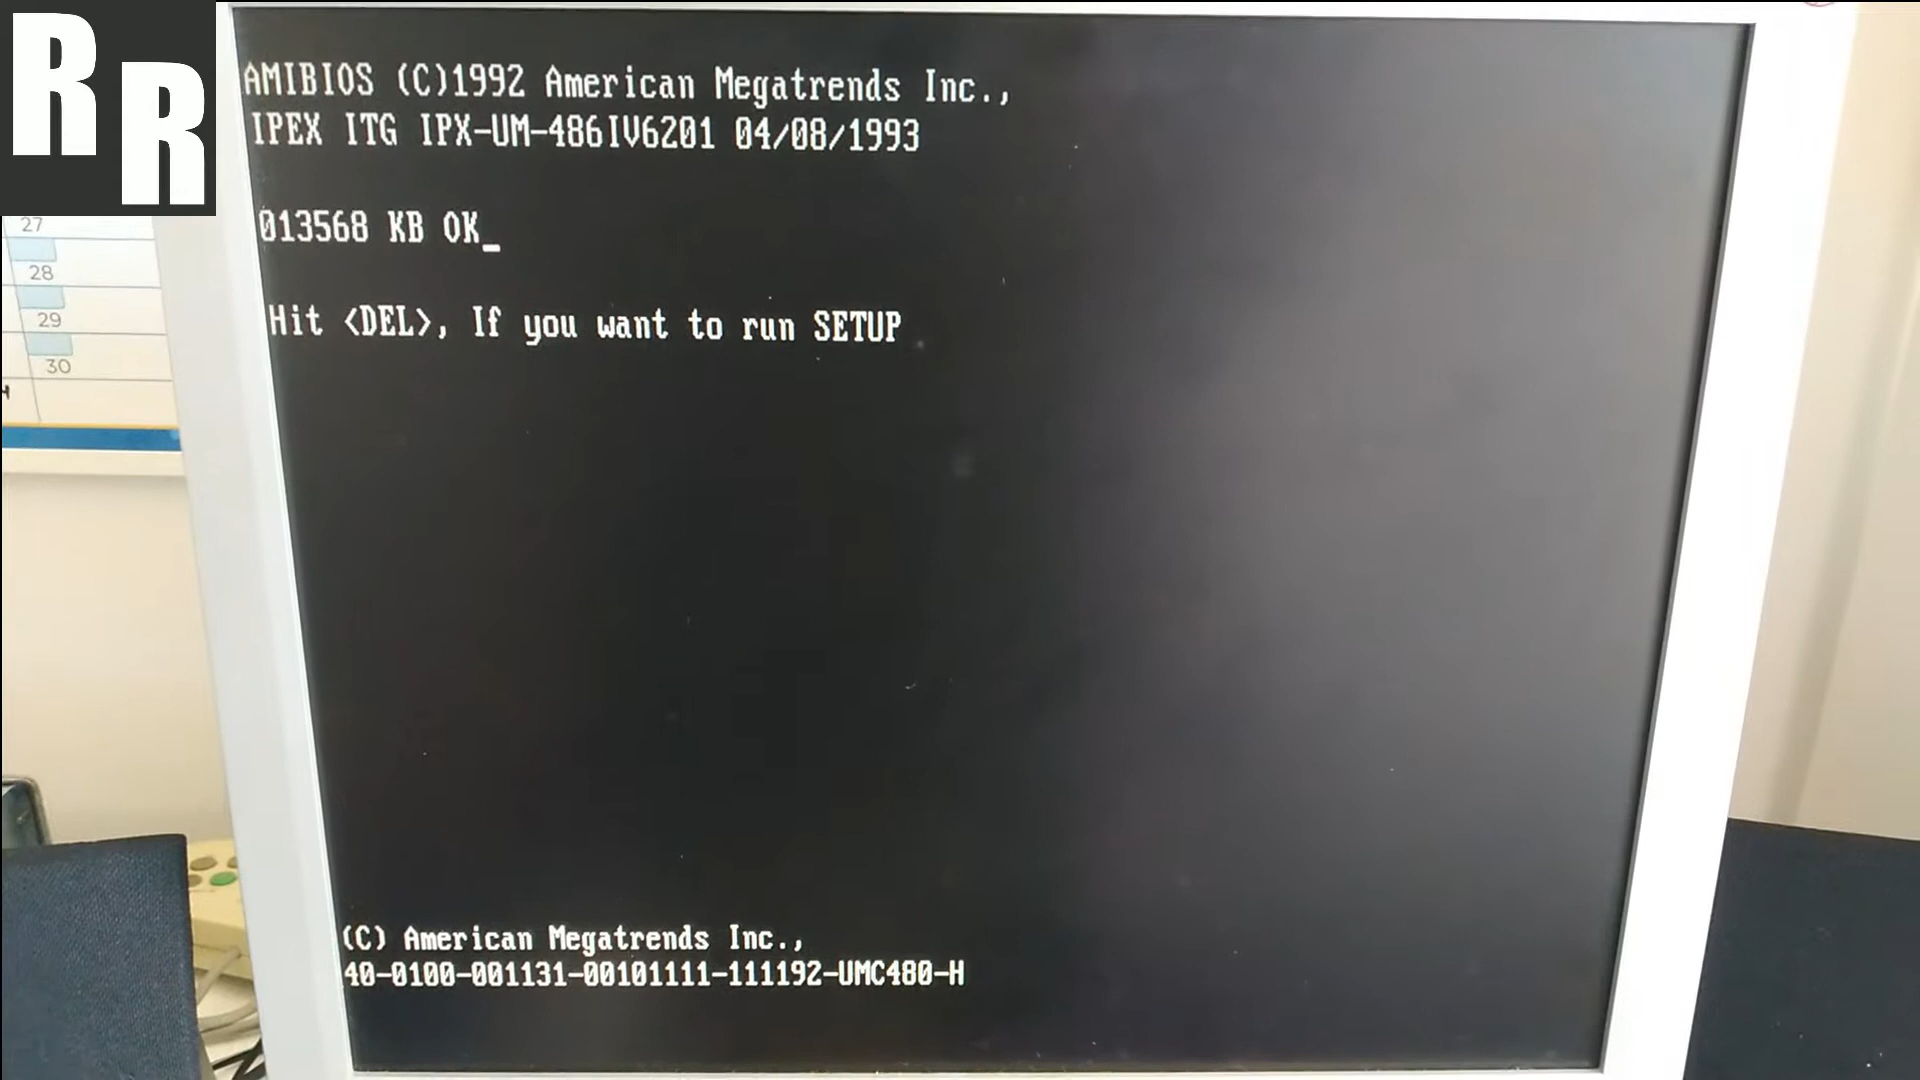 RR
AMIBIOS (C)1992 American Megatrends Inc.,
IPEX ITG IPX-UM-486IV6201 04/08/1993
013568 KB OK_
Hit <DEL>, If you want to run SETUP
27
28
29
30
(C) American Megatrends Inc.,
40-0100-001131-00101111-111192-UMC480-H